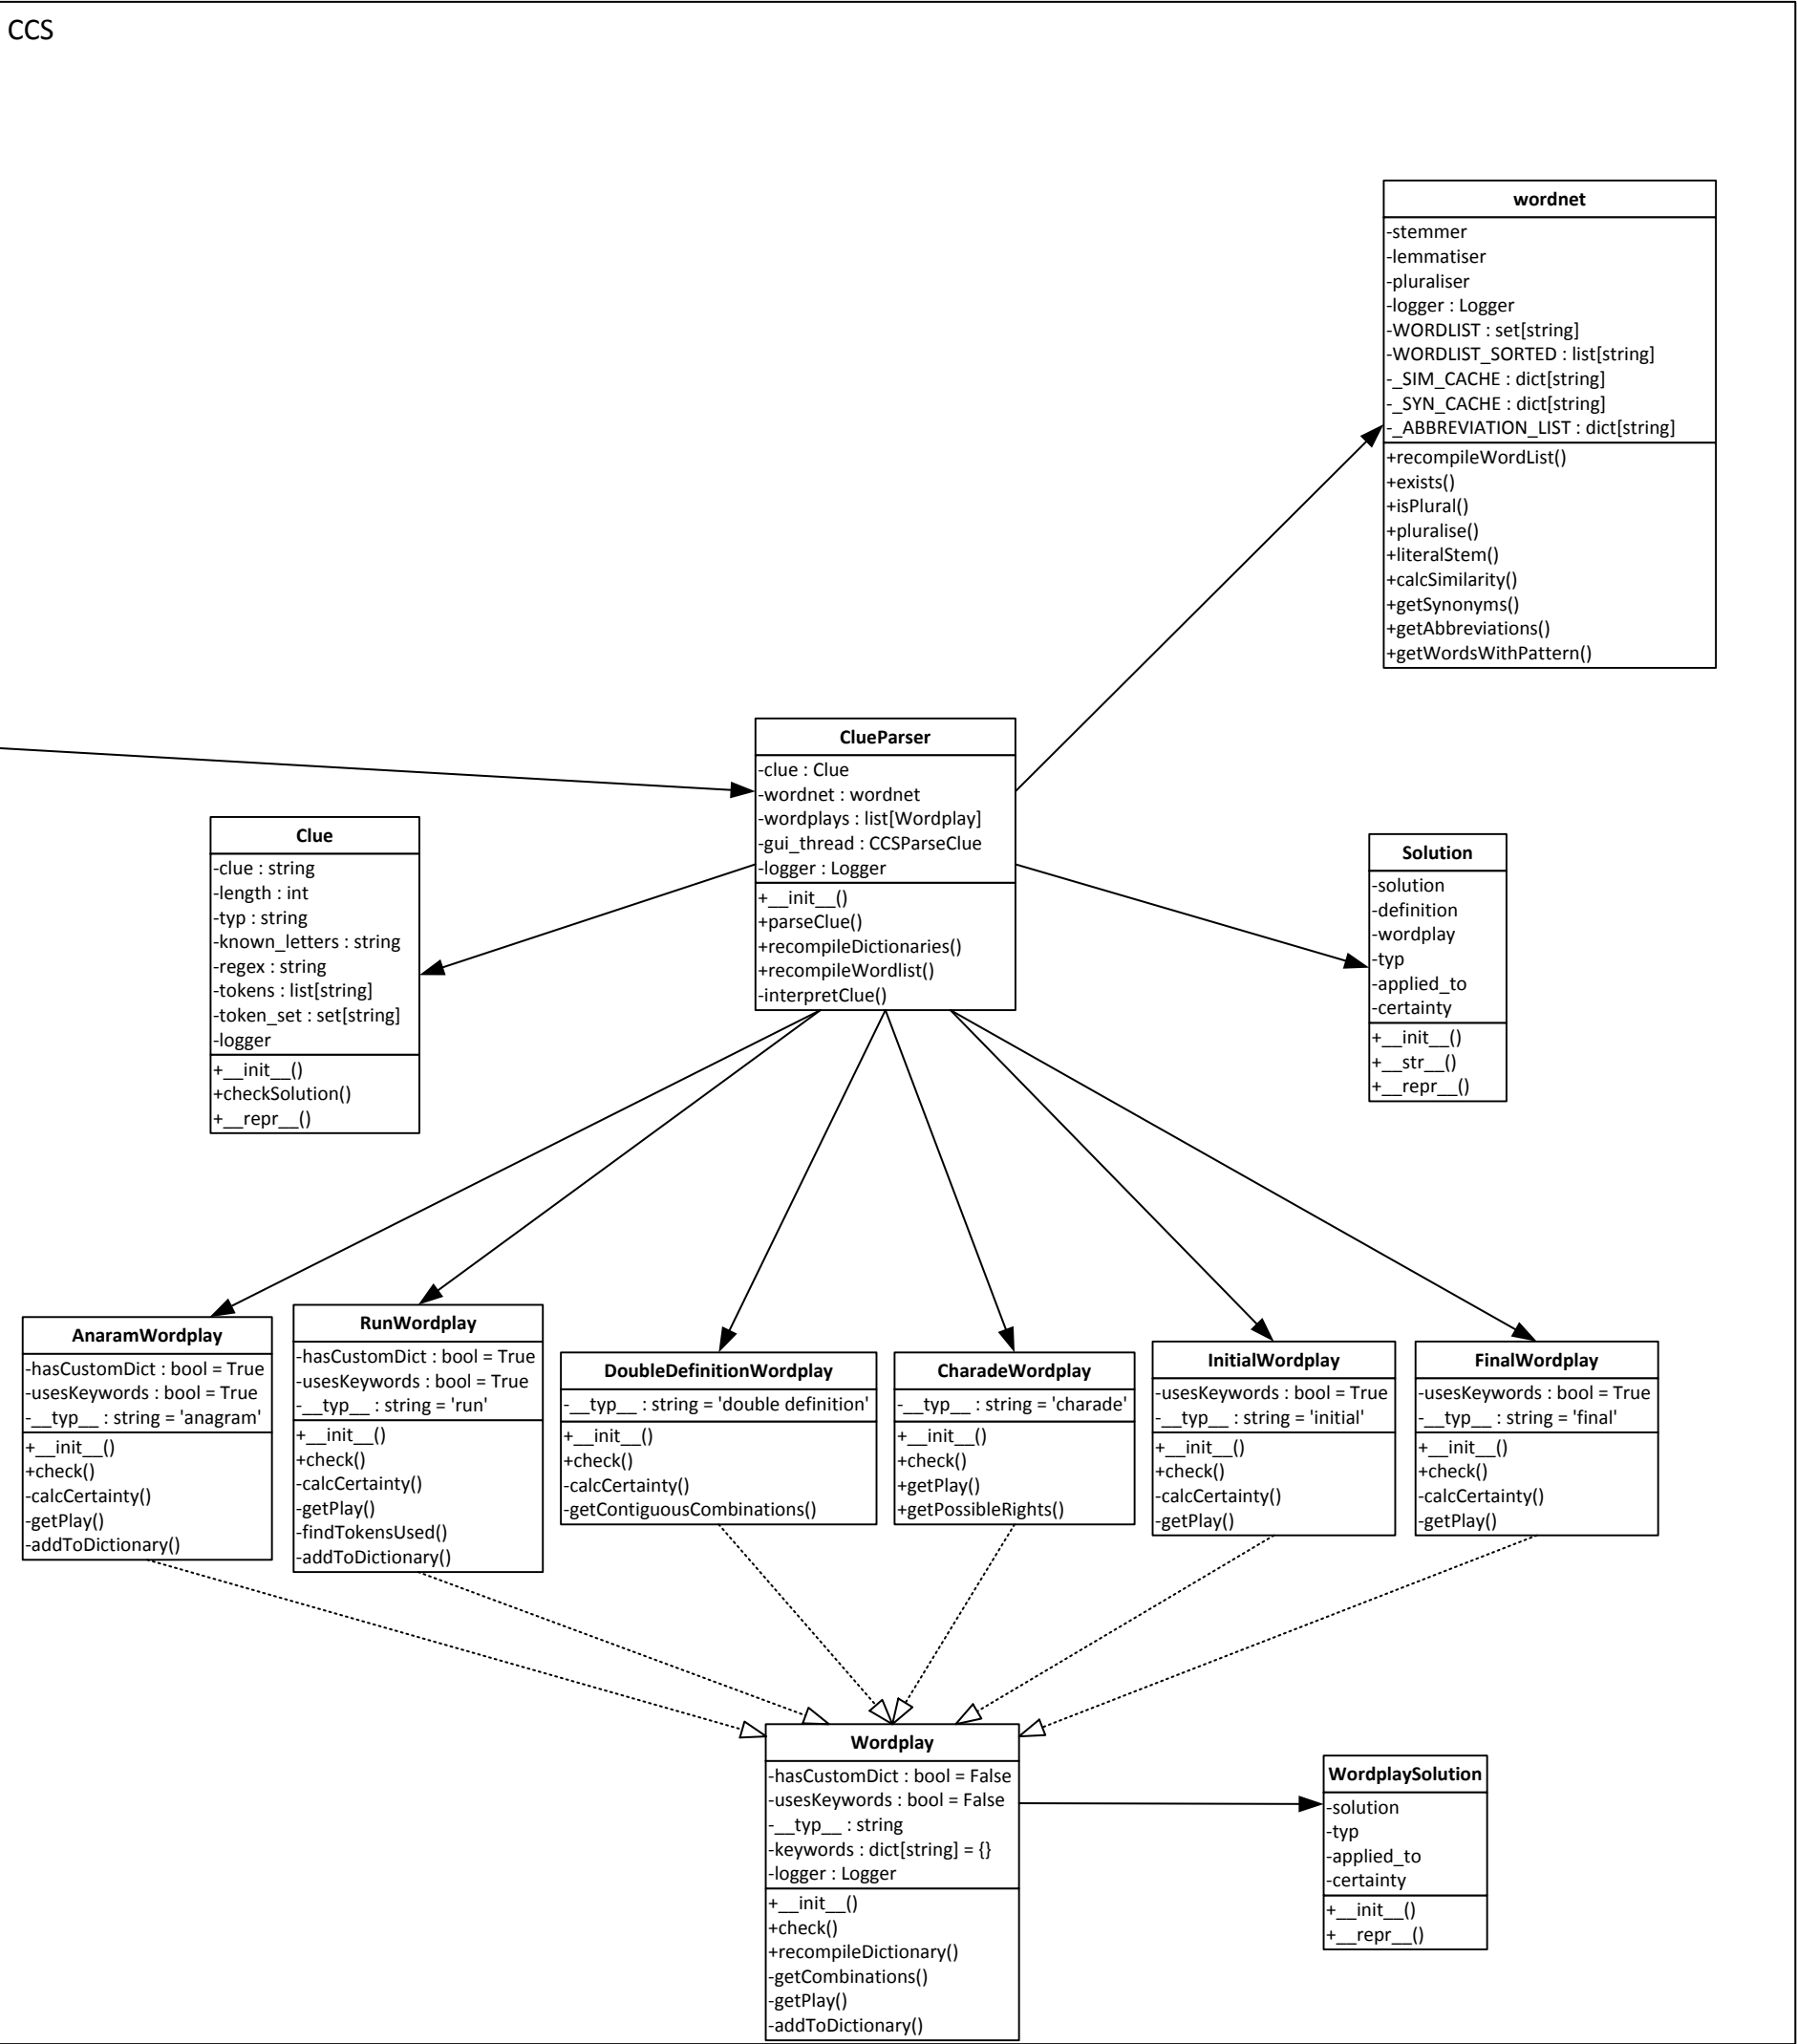 CCS
wordnet
-stemmer
-lemmatiser
-pluraliser
-logger : Logger
-WORDLIST : set[string]
-WORDLIST_SORTED : list[string]
-_SIM_CACHE : dict[string]
-_SYN_CACHE : dict[string]
-_ABBREVIATION_LIST : dict[string]
+recompileWordList()
+exists()
+isPlural()
+pluralise()
+literalStem()
+calcSimilarity()
+getSynonyms()
+getAbbreviations()
+getWordsWithPattern()
ClueParser
-clue : Clue
-wordnet : wordnet
-wordplays : list[Wordplay]
-gui_thread : CCSParseClue
-logger : Logger
+__init__()
+parseClue()
+recompileDictionaries()
+recompileWordlist()
-interpretClue()
Clue
-clue : string
-length : int
-typ : string
-known_letters : string
-regex : string
-tokens : list[string]
-token_set : set[string]
-logger
+__init__()
+checkSolution()
+__repr__()
Solution
-solution
-definition
-wordplay
-typ
-applied_to
-certainty
+__init__()
+__str__()
+__repr__()
AnaramWordplay
-hasCustomDict : bool = True
-usesKeywords : bool = True
-__typ__ : string = 'anagram'
+__init__()
+check()
-calcCertainty()
-getPlay()
-addToDictionary()
RunWordplay
-hasCustomDict : bool = True
-usesKeywords : bool = True
-__typ__ : string = 'run'
+__init__()
+check()
-calcCertainty()
-getPlay()
-findTokensUsed()
-addToDictionary()
DoubleDefinitionWordplay
-__typ__ : string = 'double definition'
+__init__()
+check()
-calcCertainty()
-getContiguousCombinations()
CharadeWordplay
-__typ__ : string = 'charade'
+__init__()
+check()
+getPlay()
+getPossibleRights()
InitialWordplay
-usesKeywords : bool = True
-__typ__ : string = 'initial'
+__init__()
+check()
-calcCertainty()
-getPlay()
FinalWordplay
-usesKeywords : bool = True
-__typ__ : string = 'final'
+__init__()
+check()
-calcCertainty()
-getPlay()
Wordplay
-hasCustomDict : bool = False
-usesKeywords : bool = False
-__typ__ : string
-keywords : dict[string] = {}
-logger : Logger
+__init__()
+check()
+recompileDictionary()
-getCombinations()
-getPlay()
-addToDictionary()
WordplaySolution
-solution
-typ
-applied_to
-certainty
+__init__()
+__repr__()